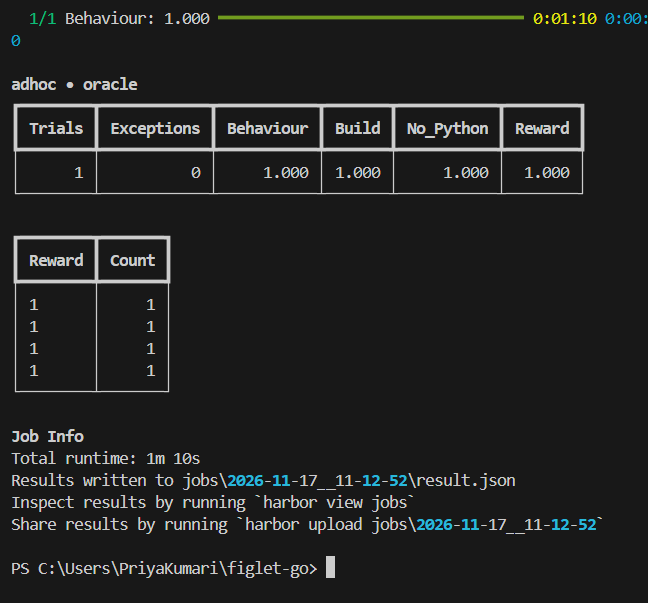 1/1 Behaviour: 1.000 0:01:10 0:00:
0
adhoc • oracle
Trials Exceptions Behaviour Build No_Python Reward
1 0 1.000 1.000 1.000 1.000
Reward Count
1 1
1 1
1 1
1 1
Job Info
Total runtime: 1m 10s
Results written to jobs\2026-11-17__11-12-52\result.json
Inspect results by running `harbor view jobs`
Share results by running `harbor upload jobs\2026-11-17__11-12-52`
PS C:\Users\PriyaKumari\figlet-go>